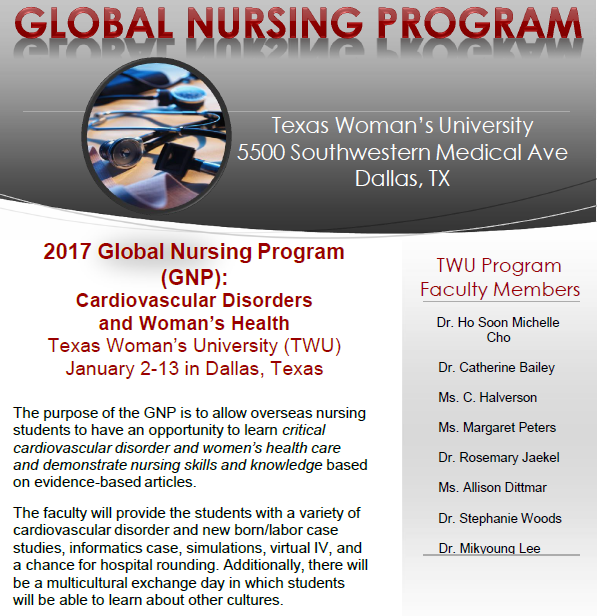 GLOBAL NURSING PROGRAM
Texas Woman's University
5500 Southwestern Medical Ave
Dallas, TX
2017 Global Nursing Program
(GNP):
Cardiovascular Disorders
and Woman's Health
Texas Woman's University (TWU)
January 2-13 in Dallas, Texas
The purpose of the GNP is to allow overseas nursing
students to have an opportunity to learn critical
cardiovascular disorder and women's health care
and demonstrate nursing skills and knowledge based
on evidence-based articles.
The faculty will provide the students with a variety of
cardiovascular disorder and new born/labor case
studies, informatics case, simulations, virtual IV, and
a chance for hospital rounding. Additionally, there will
be a multicultural exchange day in which students
will be able to learn about other cultures.
TWU Program
Faculty Members
Dr. Ho Soon Michelle
Cho
Dr. Catherine Bailey
Ms. C. Halverson
Ms. Margaret Peters
Dr. Rosemary Jaekel
Ms. Allison Dittmar
Dr. Stephanie Woods
Dr. Mikyoung Lee